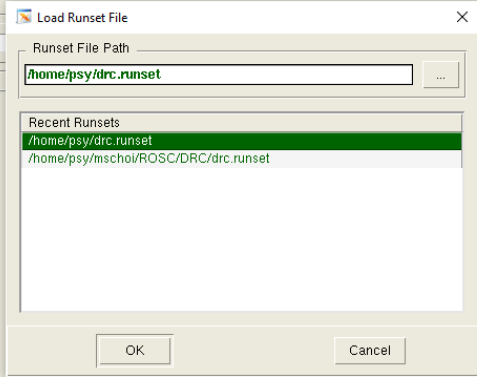 Load Runset File
Runset File Path
/home/psy/drc.runset
...
Recent Runsets
/home/psy/drc.runset
/home/psy/mschoi/ROSC/DRC/drc.runset
OK
Cancel